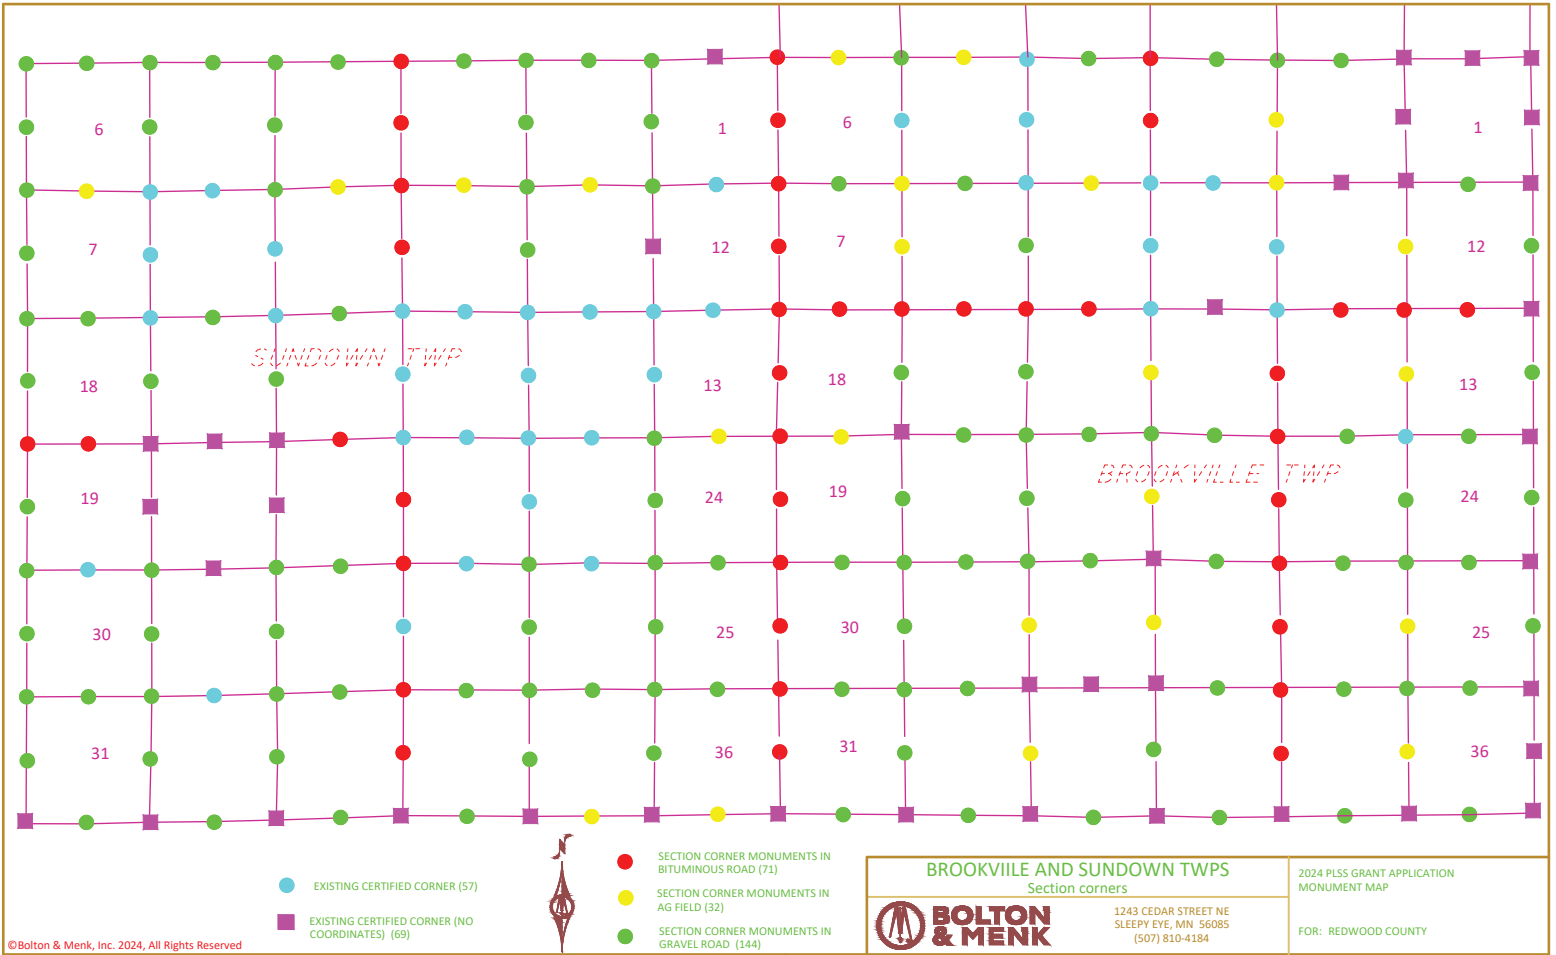 6
1
6
1
7
12
7
12
SUNDOWN TWP
18
13
18
13
BROOKVILLE TWP
19
24
19
24
30
25
30
25
31
36
31
36
N
EXISTING CERTIFIED CORNER (57)
EXISTING CERTIFIED CORNER (NO
COORDINATES) (69)
SECTION CORNER MONUMENTS IN
BITUMINOUS ROAD (71)
SECTION CORNER MONUMENTS IN
AG FIELD (32)
SECTION CORNER MONUMENTS IN
GRAVEL ROAD (144)
©Bolton & Menk, Inc. 2024, All Rights Reserved
BROOKVIlE AND SUNDOWN TWPS
Section corners
BOLTON
& MENK
1243 CEDAR STREET NE
SLEEPY EYE, MN 56085
(507) 810-4184
2024 PLSS GRANT APPLICATION
MONUMENT MAP
FOR: REDWOOD COUNTY